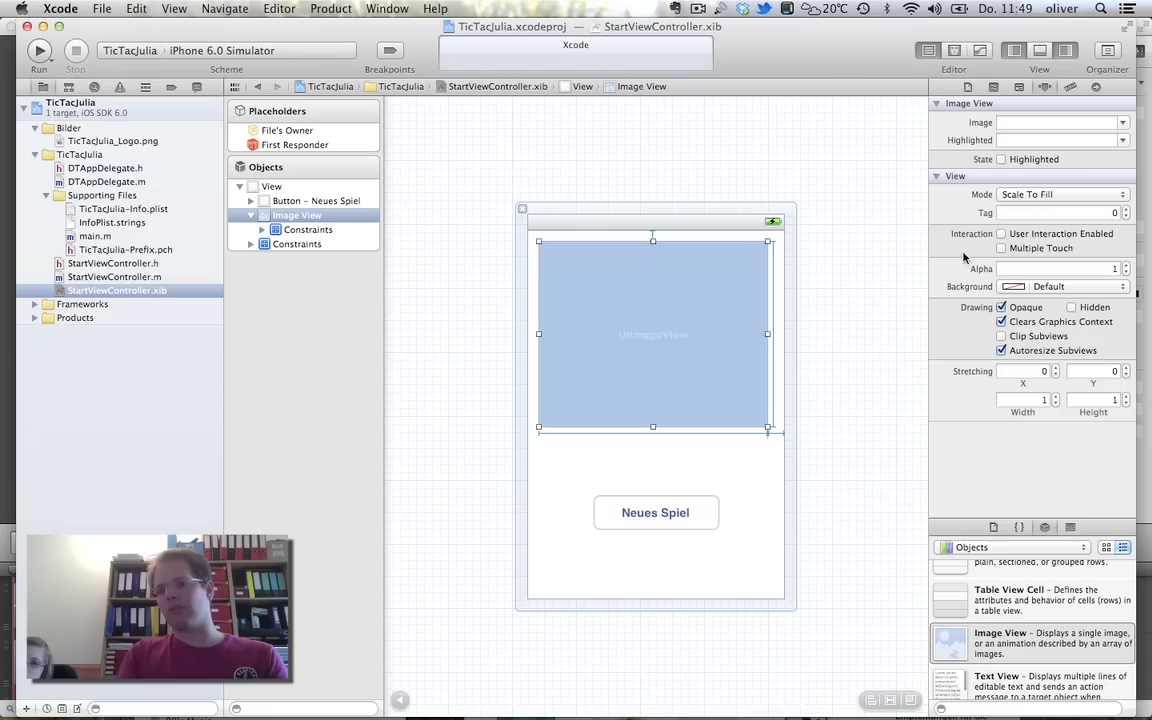 Xcode File Edit View Navigate Editor Product Window Help
20°C Do. 11:49 oliver
TicTacJulia.xcodeproj StartViewController.xib
TicTacJulia iPhone 6.0 Simulator
Xcode
Run Stop Scheme Breakpoints Editor View Organizer
TicTacJulia TicTacJulia StartViewController.xib View Image View
TicTacJulia
1 target, iOS SDK 6.0
Bilder
TicTacJulia_Logo.png
TicTacJulia
DTAppDelegate.h
DTAppDelegate.m
Supporting Files
TicTacJulia-Info.plist
InfoPlist.strings
main.m
TicTacJulia-Prefix.pch
StartViewController.h
StartViewController.m
StartViewController.xib
Frameworks
Products
Placeholders
File's Owner
First Responder
Objects
View
Button - Neues Spiel
Image View
Constraints
Constraints
UIImageView
Neues Spiel
Image View
Image
Highlighted
State Highlighted
View
Mode Scale To Fill
Tag 0
Interaction User Interaction Enabled
Multiple Touch
Alpha 1
Background Default
Drawing Opaque Hidden
Clears Graphics Context
Clip Subviews
Autoresize Subviews
Stretching 0 0
X Y
1 1
Width Height
Objects
plain, sectioned, or grouped rows.
Table View Cell - Defines the
attributes and behavior of cells (rows) in
a table view.
Image View - Displays a single image,
or an animation described by an array of
images.
Text View - Displays multiple lines of
editable text and sends an action
message to a target object when